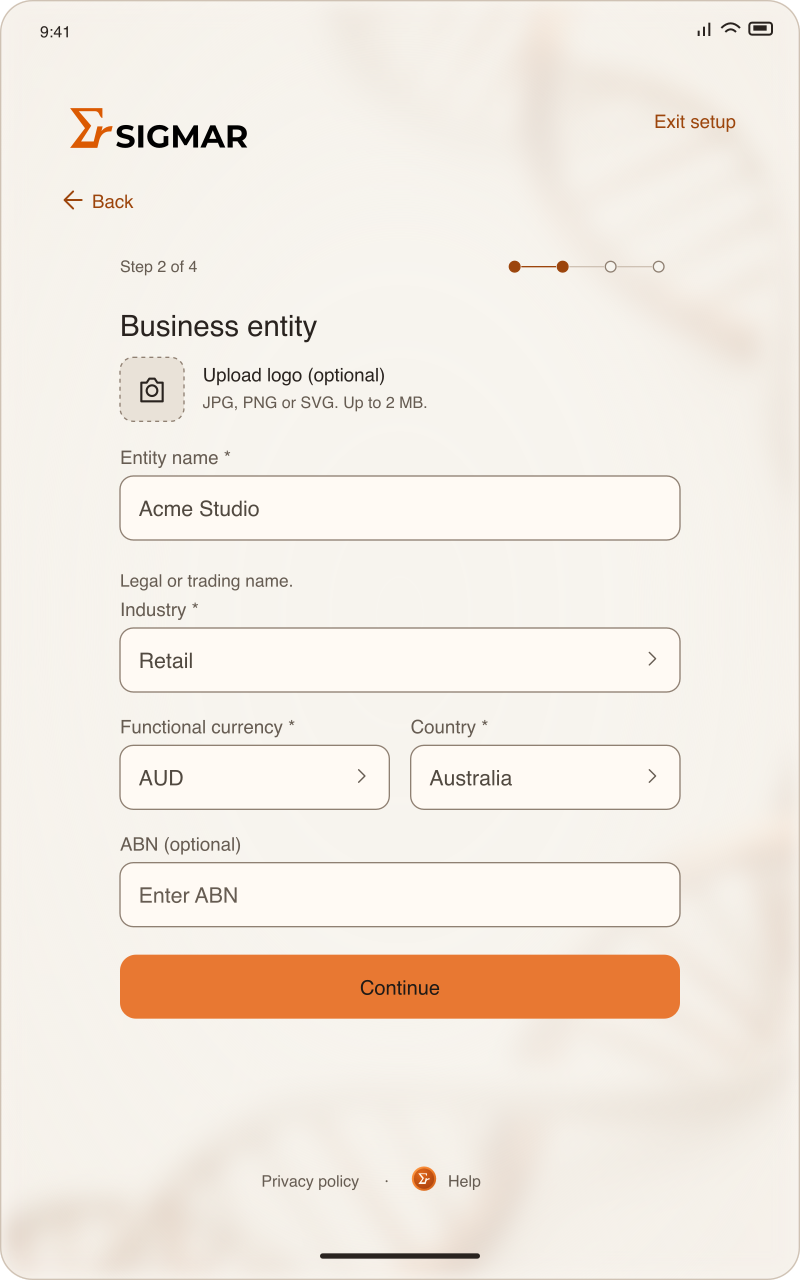 9:41
SIGMAR
Exit setup
Back
Step 2 of 4
Business entity
Upload logo (optional)
JPG, PNG or SVG. Up to 2 MB.
Entity name *
Acme Studio
Legal or trading name.
Industry *
Retail
Functional currency * Country *
AUD Australia
ABN (optional)
Enter ABN
Continue
Privacy policy · Help